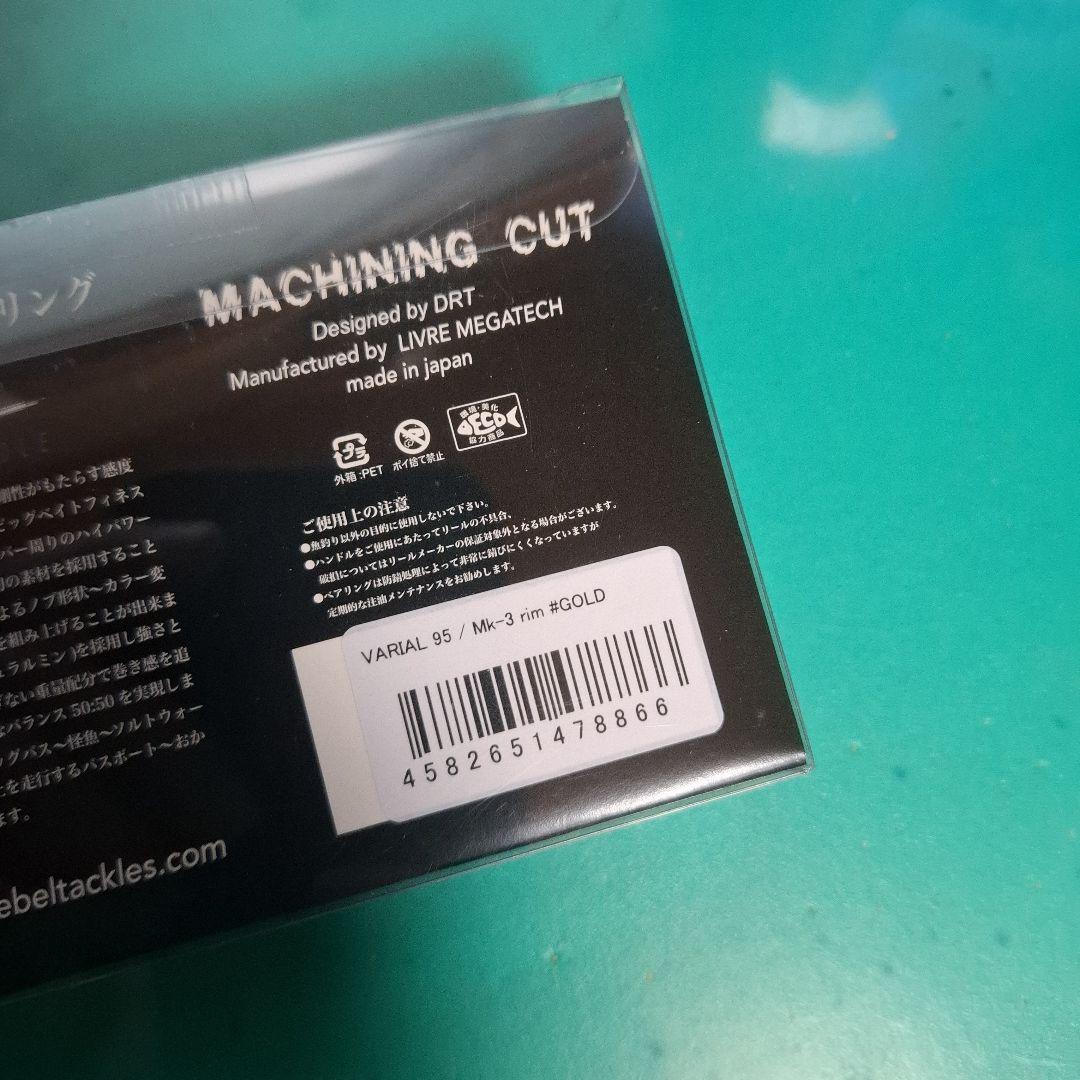 リング
MACHINING CUT
Designed by DRT
Manufactured by LIVRE MEGATECH
made in japan
環境・美化
ECO
協力商品
プラ
外箱:PET
ポイ捨て禁止
剛性がもたらす感度
ビッグベイトフィネス
バー周りのハイパワー
の素材を採用すること
よるノブ形状〜カラー変
を組み上げることが出来ま
ュラルミン)を採用し強さと
ない重量配分で巻き感を追
なバランス50:50を実現しま
ッグバス〜怪魚〜ソルトウォー
を走行するパスポート〜おか
ます。
ebeltackles.com
ご使用上の注意
●魚釣り以外の目的に使用しないで下さい。
●ハンドルをご使用にあたってリールの不具合、
破損についてはリールメーカーの保証対象外となる場合がございます。
●ベアリングは防錆処理によって非常に錆びにくくなっていますが
定期的な注油メンテナンスをお勧めします。
VARIAL 95 / Mk-3 rim #GOLD
4582651478866